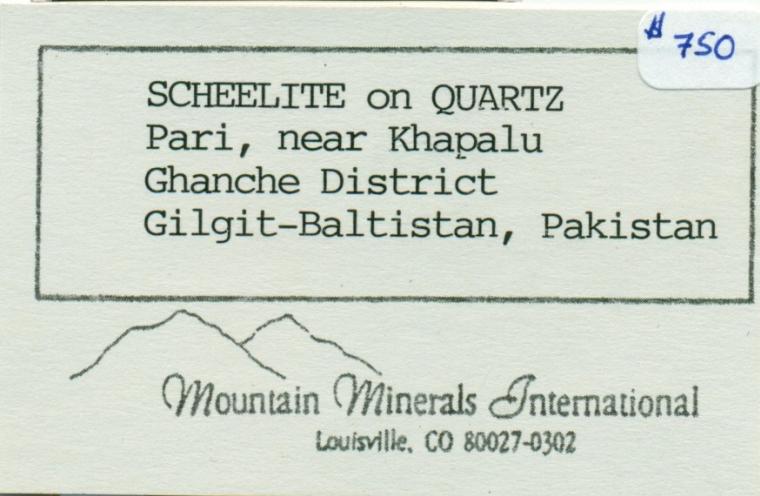 $750
SCHEELITE on QUARTZ
Pari, near Khapalu
Ghanche District
Gilgit-Baltistan, Pakistan
Mountain Minerals International
Louisville, CO 80027-0302